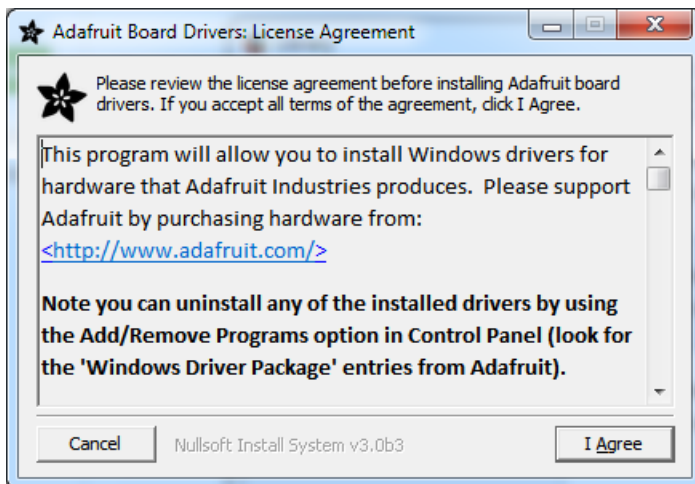 Adafruit Board Drivers: License Agreement
Please review the license agreement before installing Adafruit board
drivers. If you accept all terms of the agreement, click I Agree.
This program will allow you to install Windows drivers for
hardware that Adafruit Industries produces.  Please support
Adafruit by purchasing hardware from:
<http://www.adafruit.com/>
Note you can uninstall any of the installed drivers by using
the Add/Remove Programs option in Control Panel (look for
the 'Windows Driver Package' entries from Adafruit).
Cancel
Nullsoft Install System v3.0b3
I Agree